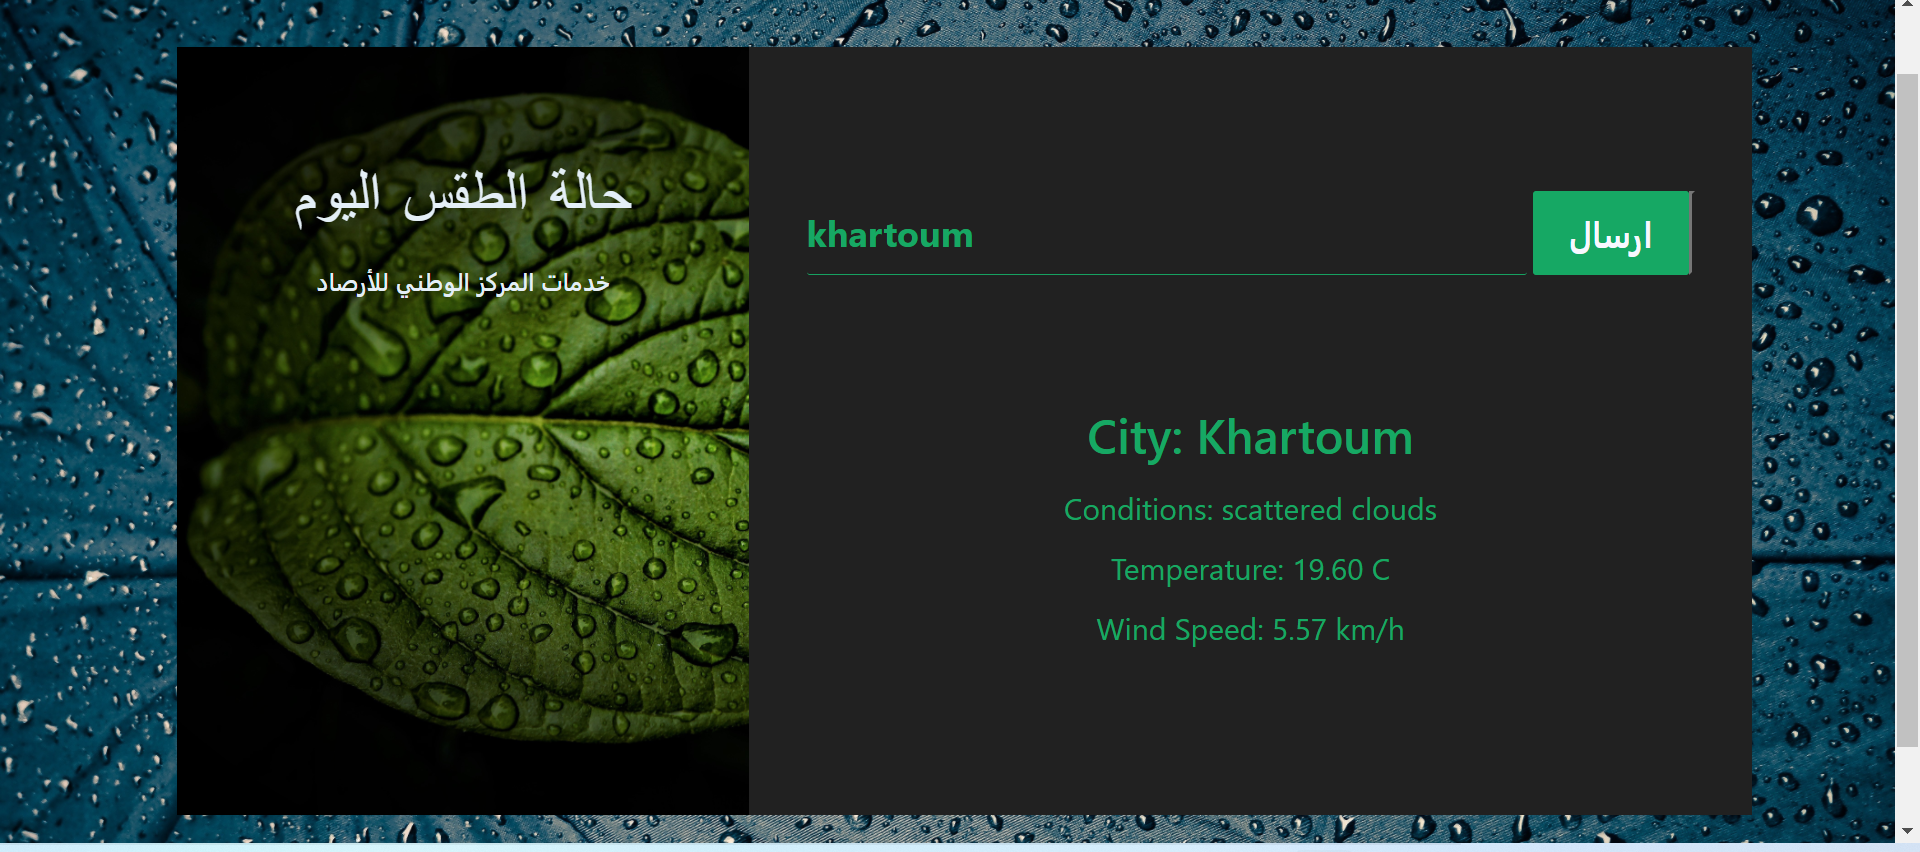 حالة الطقس اليوم
خدمات المركز الوطني للأرصاد
khartoum
ارسال
City: Khartoum
Conditions: scattered clouds
Temperature: 19.60 C
Wind Speed: 5.57 km/h